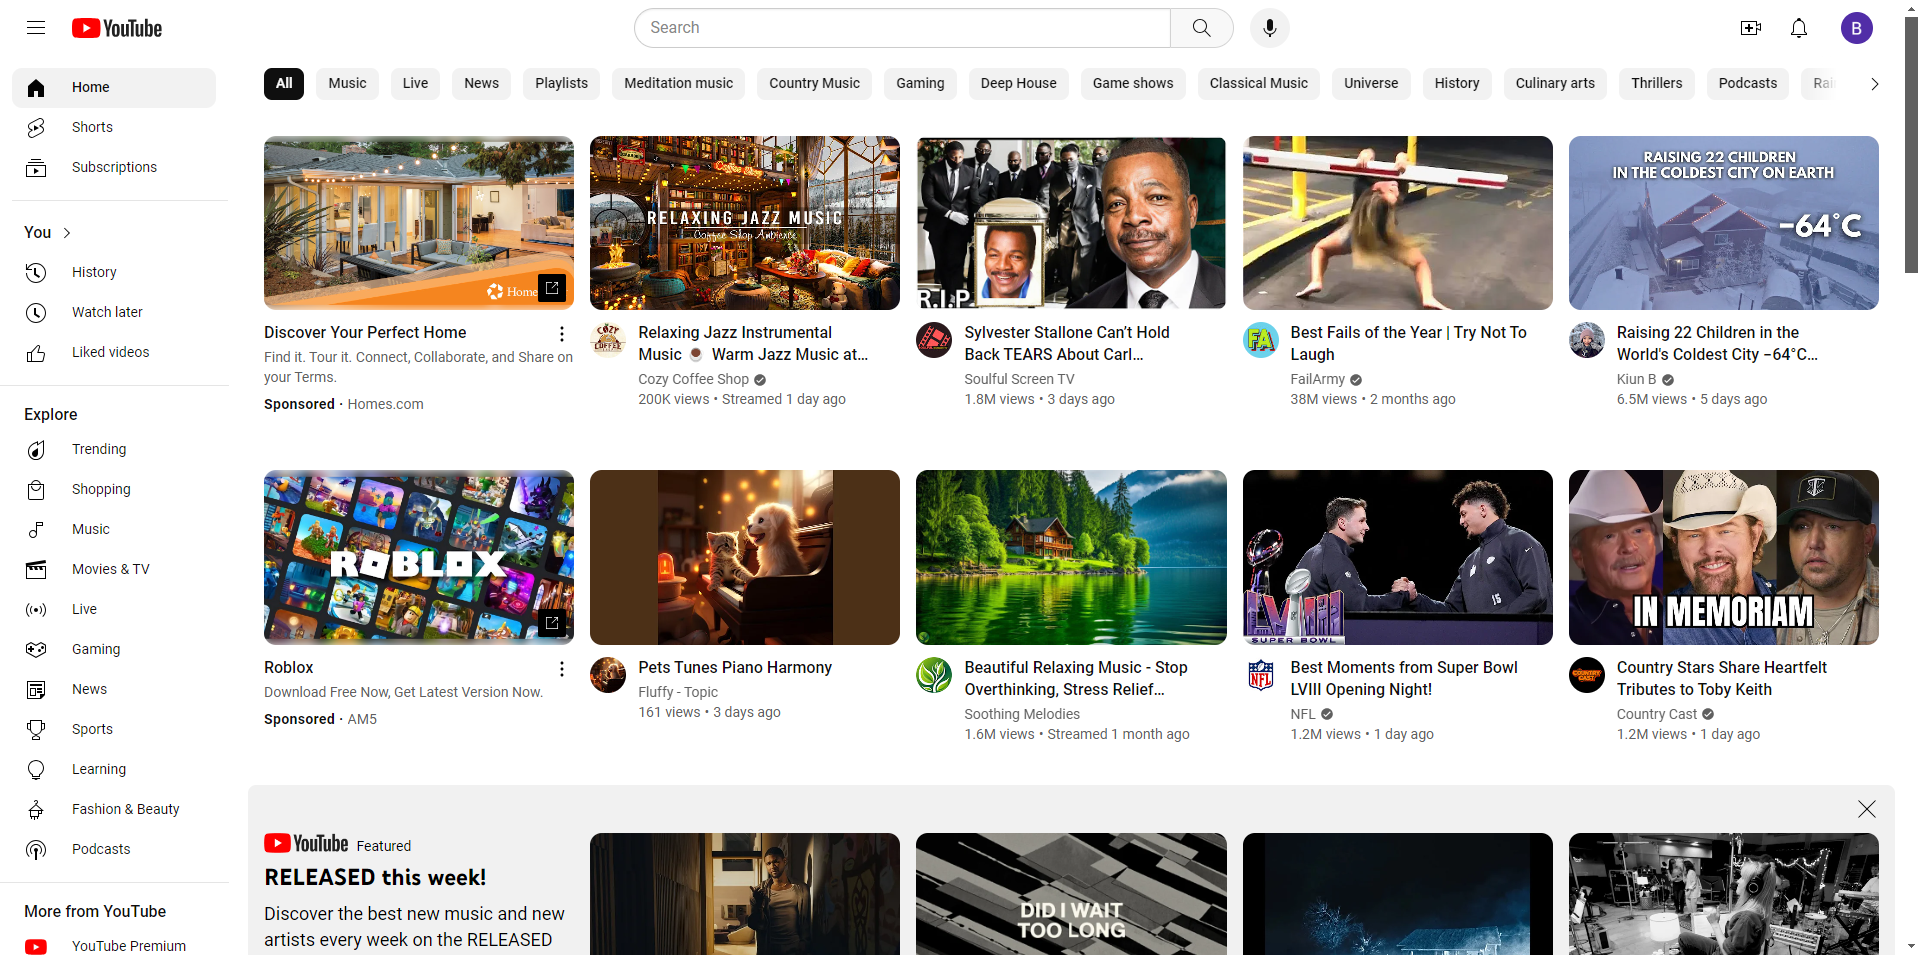 YouTube
Search
B
Home
Shorts
Subscriptions
You
History
Watch later
Liked videos
Explore
Trending
Shopping
Music
Movies & TV
Live
Gaming
News
Sports
Learning
Fashion & Beauty
Podcasts
More from YouTube
YouTube Premium
All
Music
Live
News
Playlists
Meditation music
Country Music
Gaming
Deep House
Game shows
Classical Music
Universe
History
Culinary arts
Thrillers
Podcasts
Home
Discover Your Perfect Home
Find it. Tour it. Connect, Collaborate, and Share on
your Terms.
Sponsored · Homes.com
RELAXING JAZZ MUSIC
Coffee Shop Ambience
COZY
COFFEE
Relaxing Jazz Instrumental
Music ☕ Warm Jazz Music at...
Cozy Coffee Shop
200K views • Streamed 1 day ago
R.I.P
Sylvester Stallone Can’t Hold
Back TEARS About Carl...
Soulful Screen TV
1.8M views • 3 days ago
FA
Best Fails of the Year | Try Not To
Laugh
FailArmy
38M views • 2 months ago
RAISING 22 CHILDREN
IN THE COLDEST CITY ON EARTH
-64°C
Raising 22 Children in the
World's Coldest City −64°C...
Kiun B
6.5M views • 5 days ago
ROBLOX
Roblox
Download Free Now, Get Latest Version Now.
Sponsored · AM5
Pets Tunes Piano Harmony
Fluffy - Topic
161 views • 3 days ago
Beautiful Relaxing Music - Stop
Overthinking, Stress Relief...
Soothing Melodies
1.6M views • Streamed 1 month ago
LVIII
SUPER BOWL
15
NFL
Best Moments from Super Bowl
LVIII Opening Night!
NFL
1.2M views • 1 day ago
IN MEMORIAM
COUNTRY
CAST
Country Stars Share Heartfelt
Tributes to Toby Keith
Country Cast
1.2M views • 1 day ago
YouTube Featured
RELEASED this week!
Discover the best new music and new
artists every week on the RELEASED
DID I WAIT
TOO LONG